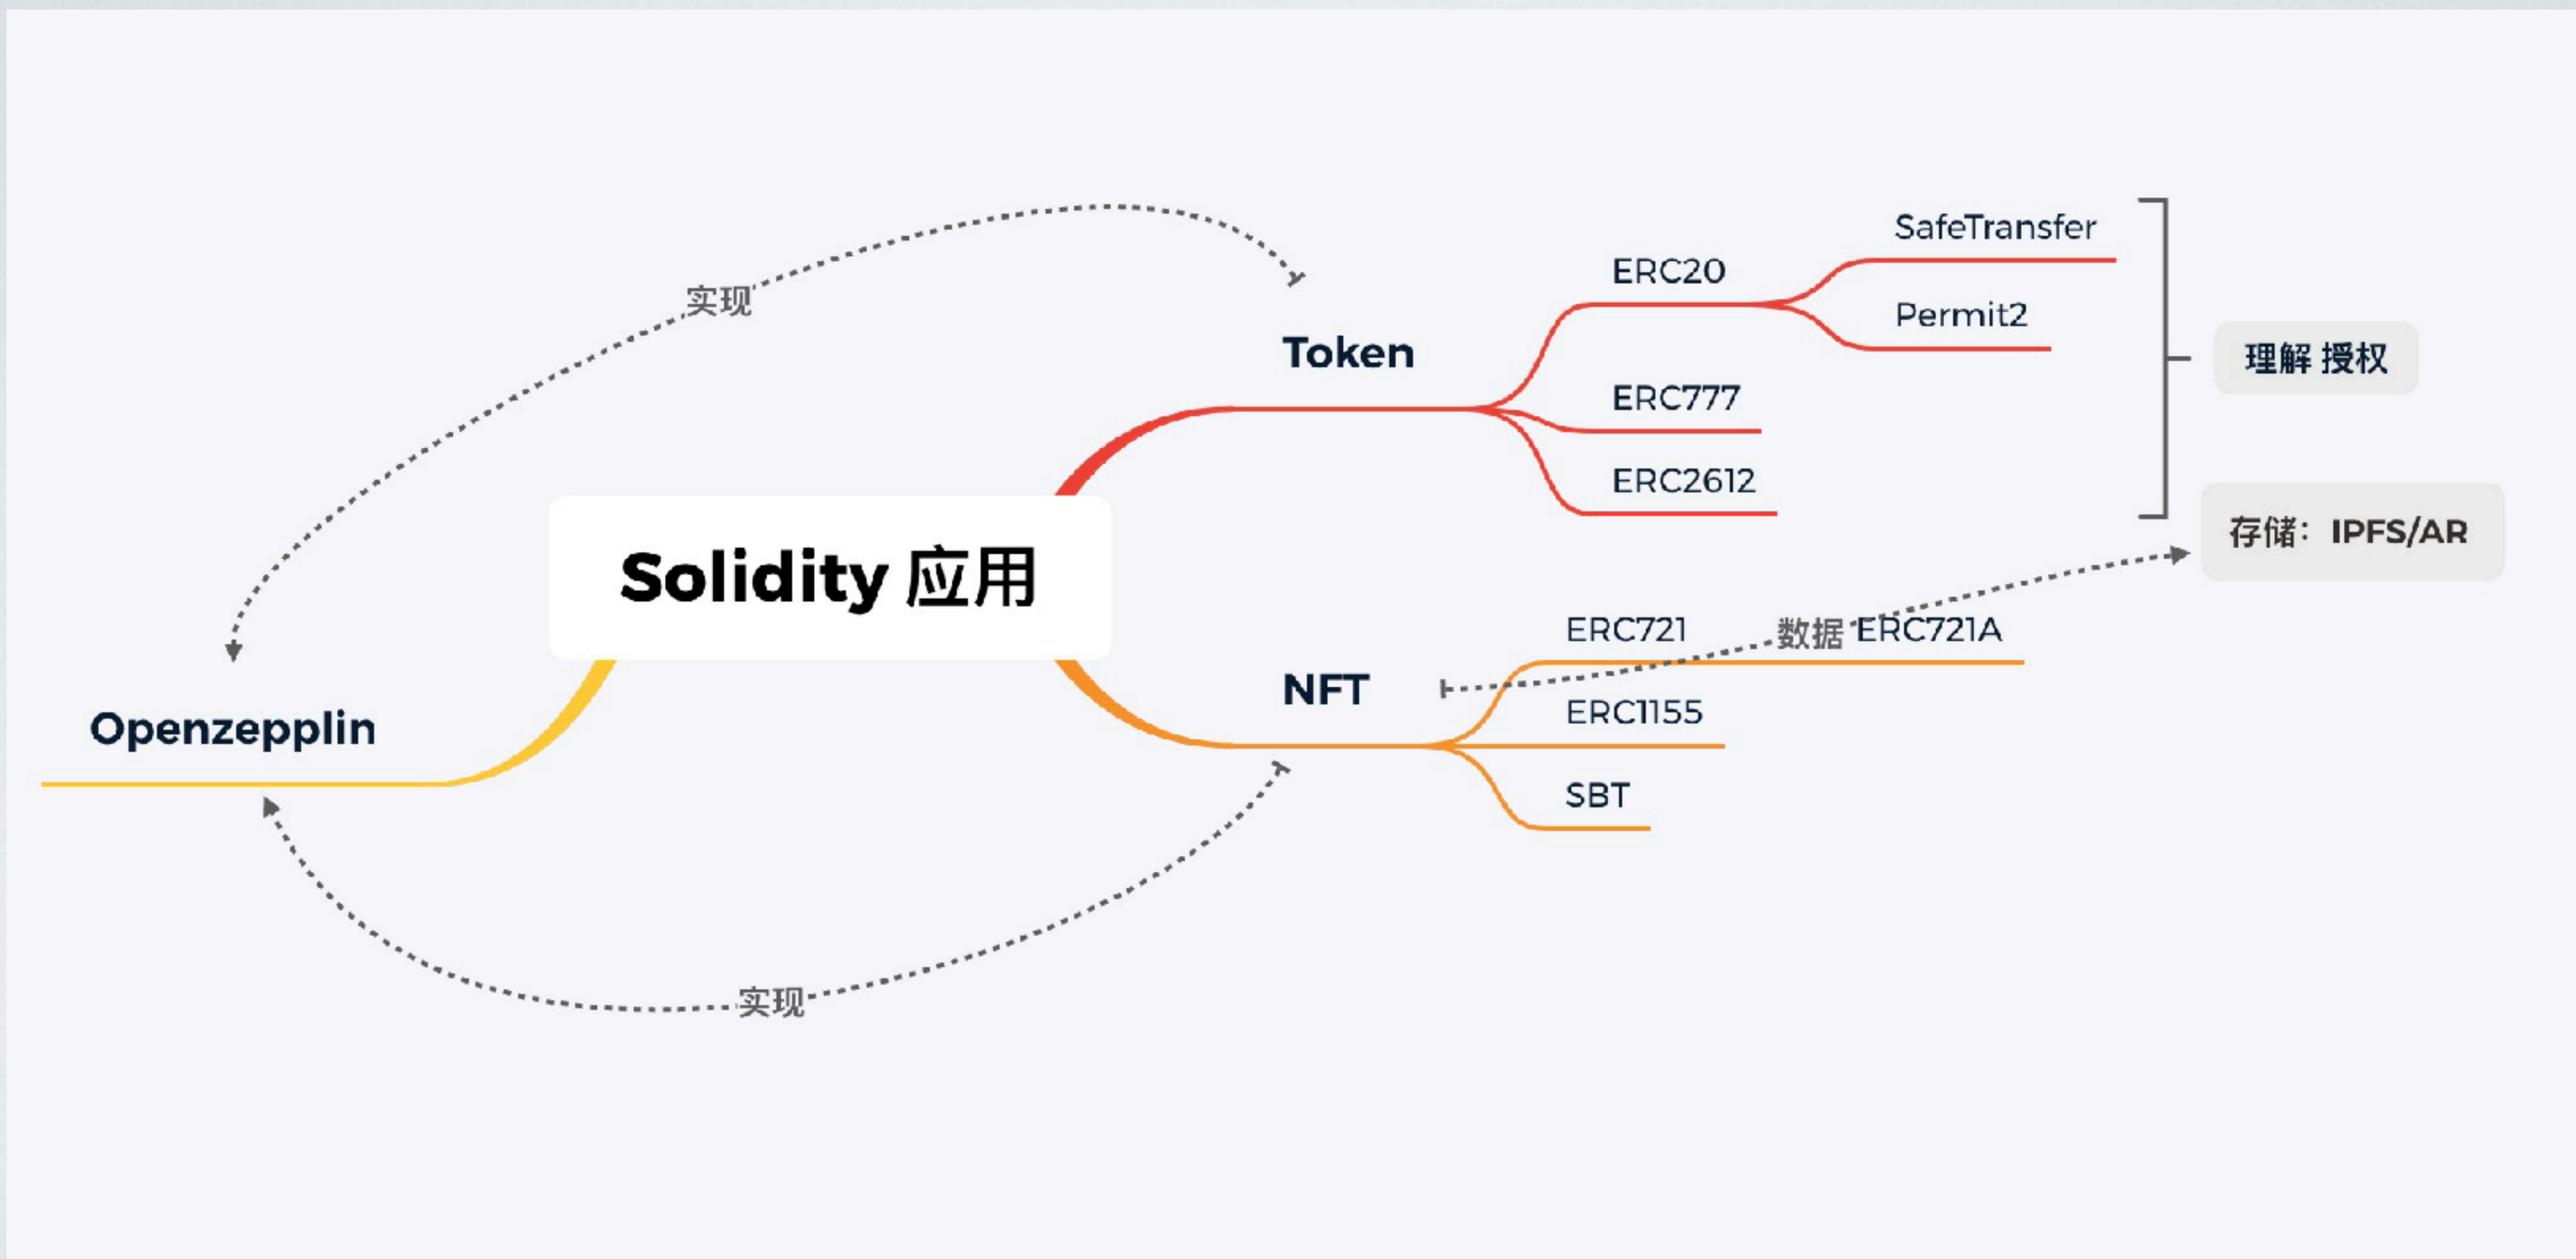 SafeTransfer
ERC20
实现
Permit2
Token
理解 授权
ERC777
ERC2612
存储：IPFS/AR
Solidity 应用
ERC721
数据
ERC721A
NFT
ERC1155
Openzepplin
SBT
实现